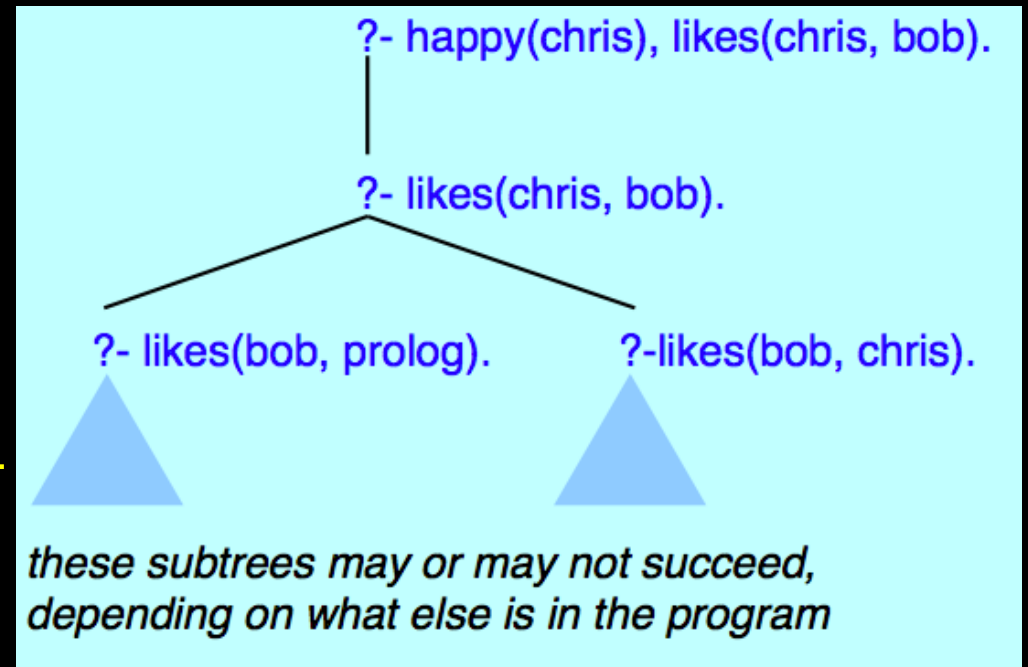 ?- happy(chris), likes(chris, bob).
?- likes(chris, bob).
?- likes(bob, prolog).
?-likes(bob, chris).
these subtrees may or may not succeed,
depending on what else is in the program